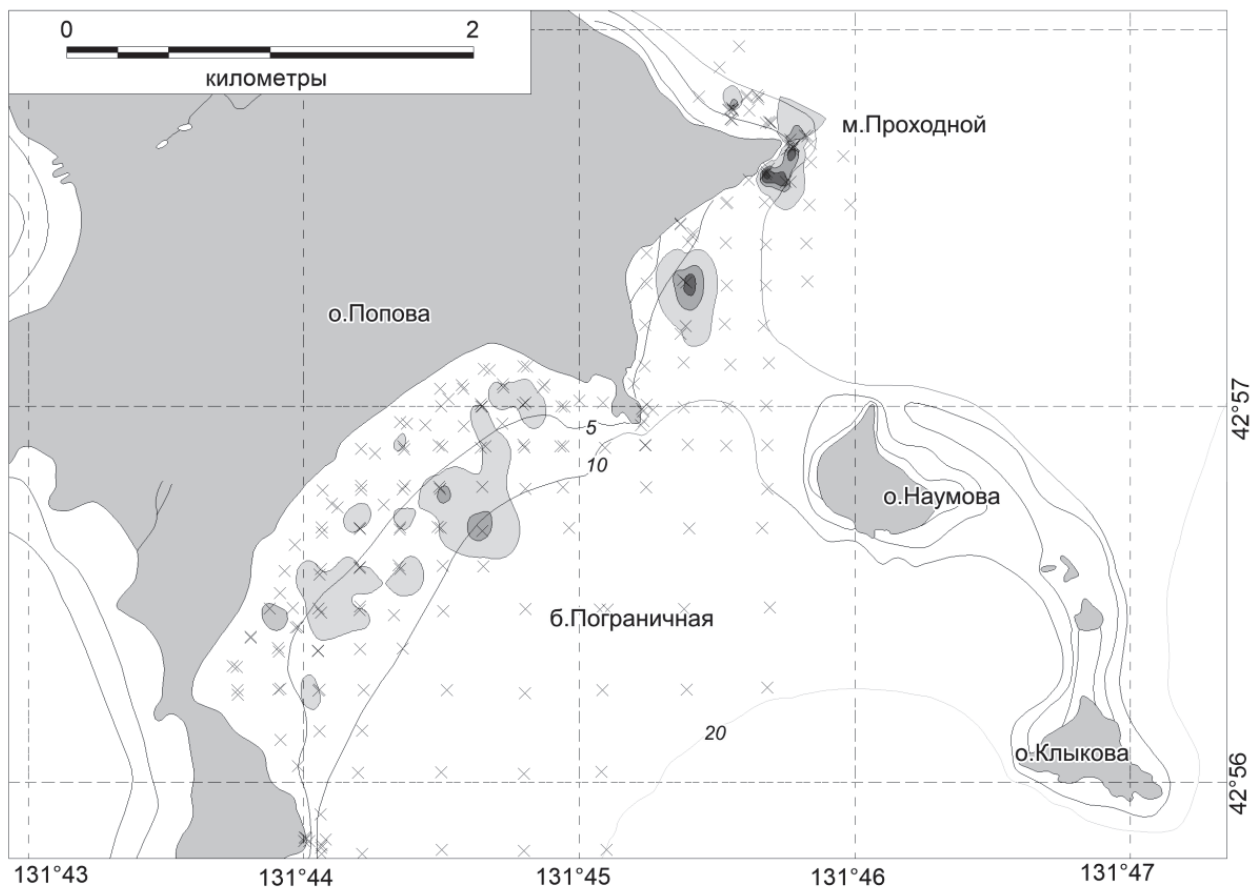 0 2
километры
м.Проходной
о.Попова
42°57
5
10
о.Наумова
б.Пограничная
20
о.Клыкова
42°56
131°43 131°44 131°45 131°46 131°47